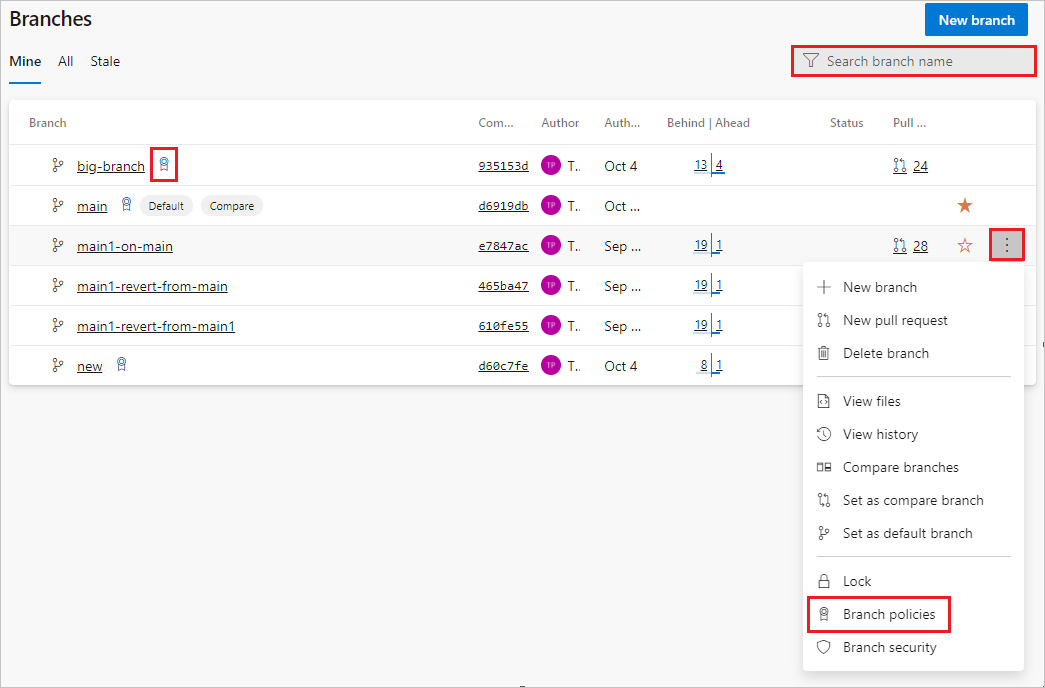 Branches
New branch
Mine All Stale
Search branch name
Branch Com... Author Auth... Behind | Ahead Status Pull ...
big-branch 935153d TP T.. Oct 4 13 4 24
main Default Compare d6919db TP T.. Oct ...
main1-on-main e7847ac TP T.. Sep ... 19 1 28
main1-revert-from-main 465ba47 TP T.. Sep ... 19 1
main1-revert-from-main1 610fe55 TP T.. Sep ... 19 1
new d60c7fe TP T.. Oct 4 8 1
New branch
New pull request
Delete branch
View files
View history
Compare branches
Set as compare branch
Set as default branch
Lock
Branch policies
Branch security